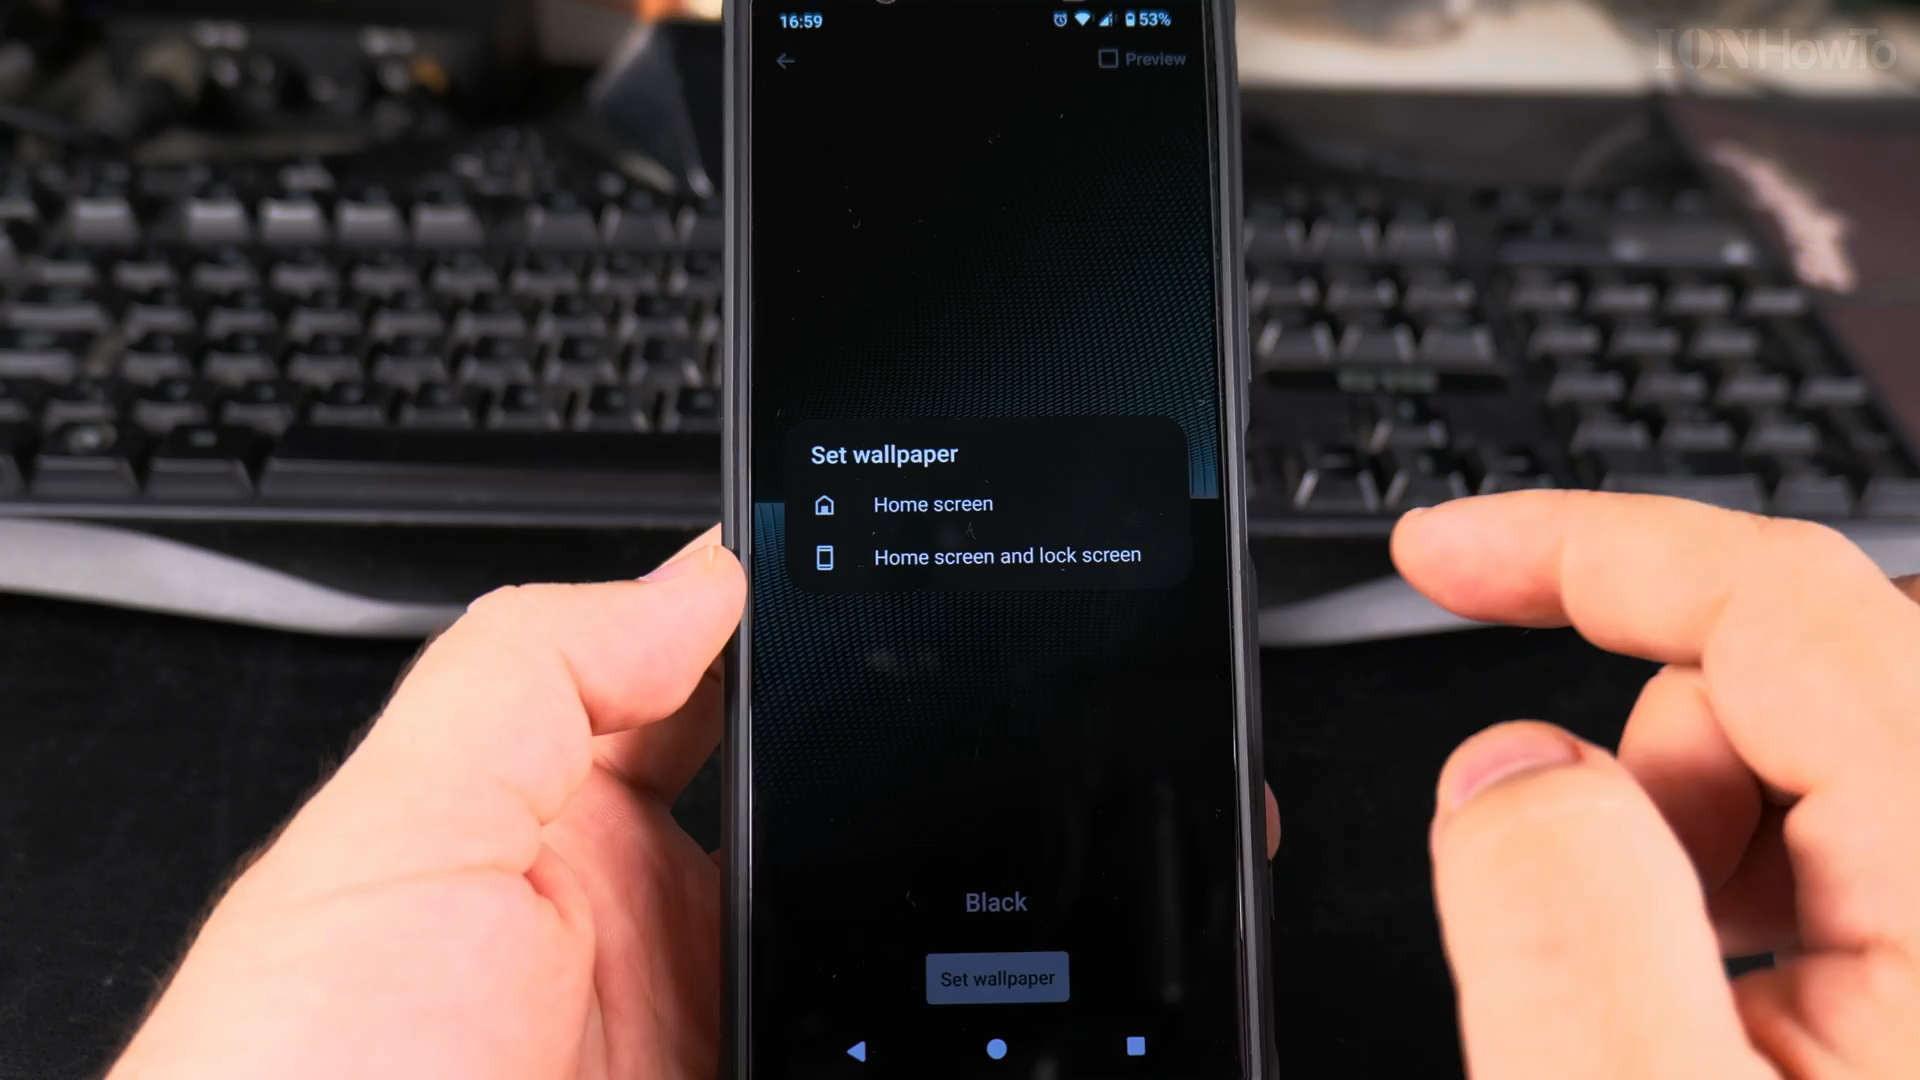 16:59 53%
Preview
IONHowTo
Set wallpaper
Home screen
Home screen and lock screen
Black
Set wallpaper